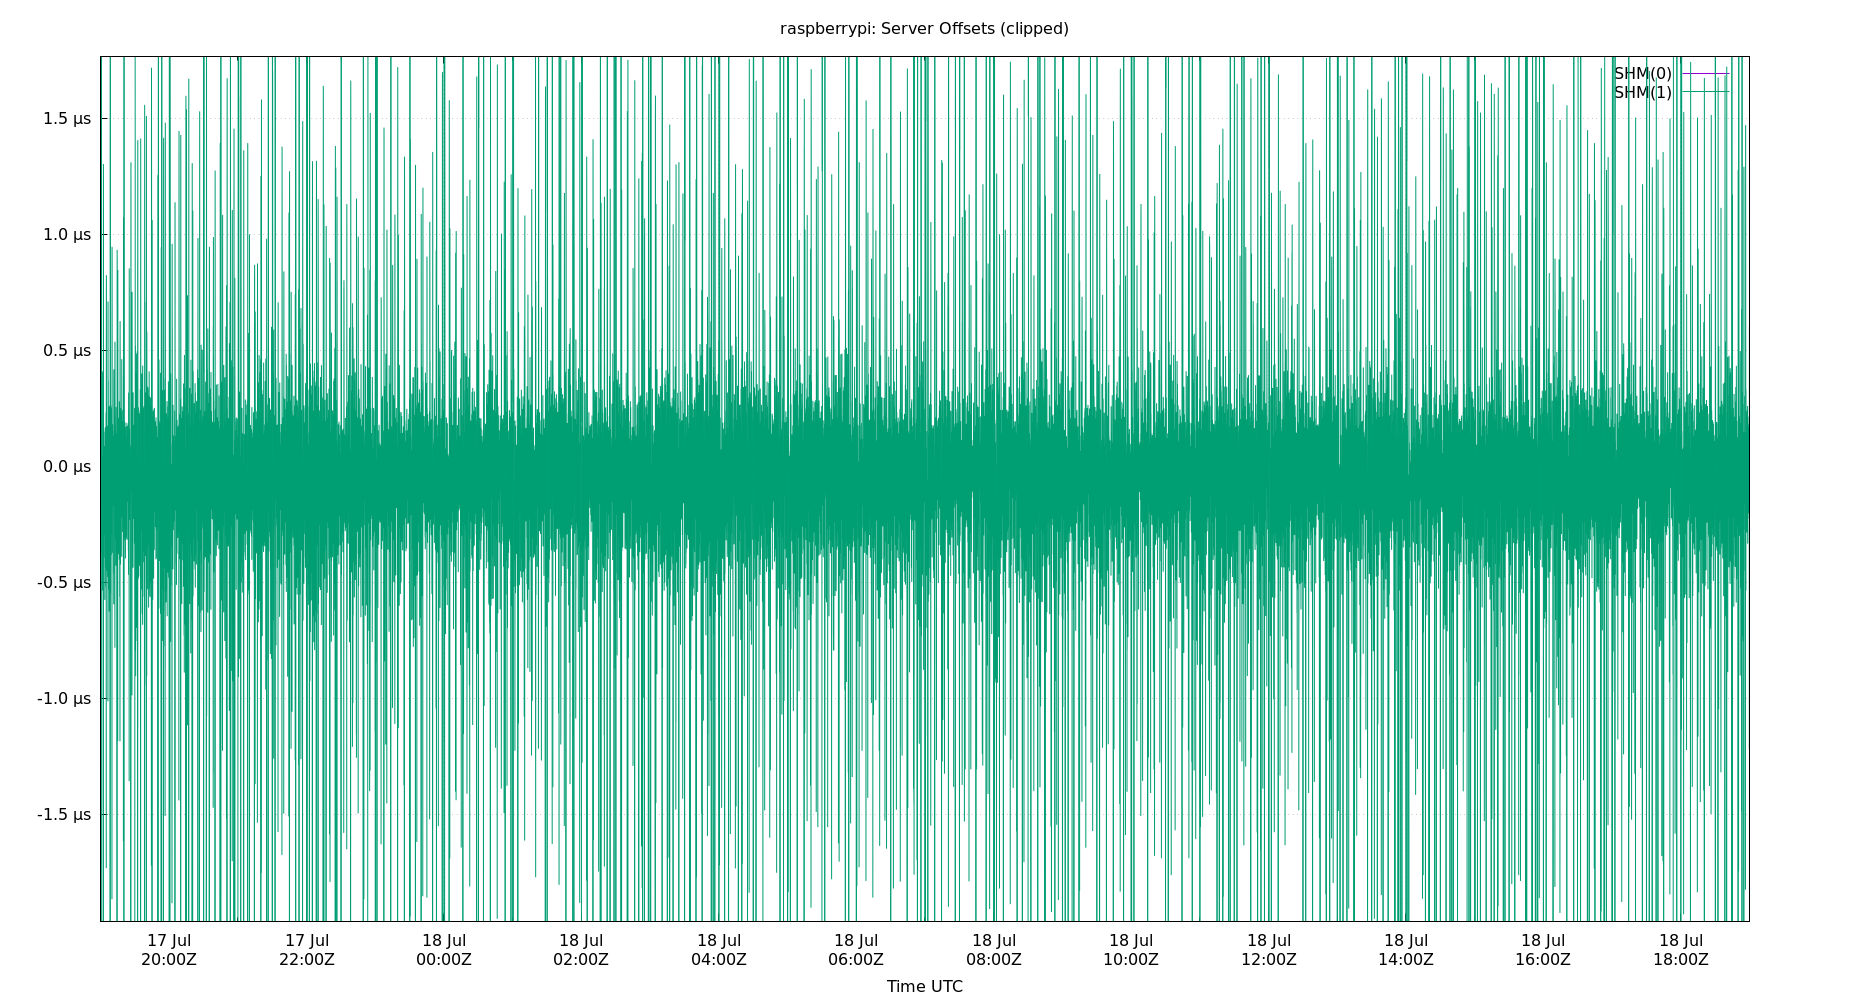 raspberrypi: Server Offsets (clipped)
SHM(0)
SHM(1)
1.5 µs
1.0 µs
0.5 µs
0.0 µs
-0.5 µs
-1.0 µs
-1.5 µs
17 Jul 17 Jul 18 Jul 18 Jul 18 Jul 18 Jul 18 Jul 18 Jul 18 Jul 18 Jul 18 Jul 18 Jul
20:00Z 22:00Z 00:00Z 02:00Z 04:00Z 06:00Z 08:00Z 10:00Z 12:00Z 14:00Z 16:00Z 18:00Z
Time UTC